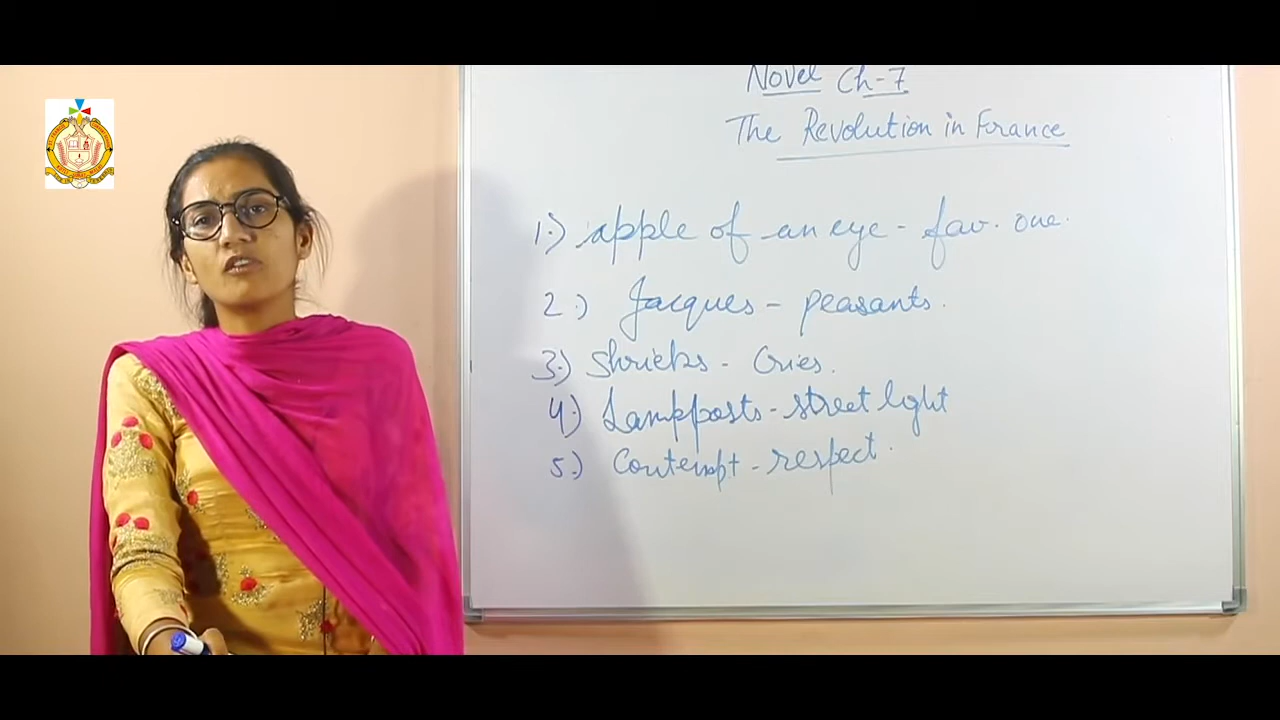 Novel Ch-7
The Revolution in France
1.) apple of an eye - fav. one.
2.) Jacques - peasants.
3.) Shrieks - Cries.
4.) Lampposts - street light
5.) Contempt - respect.